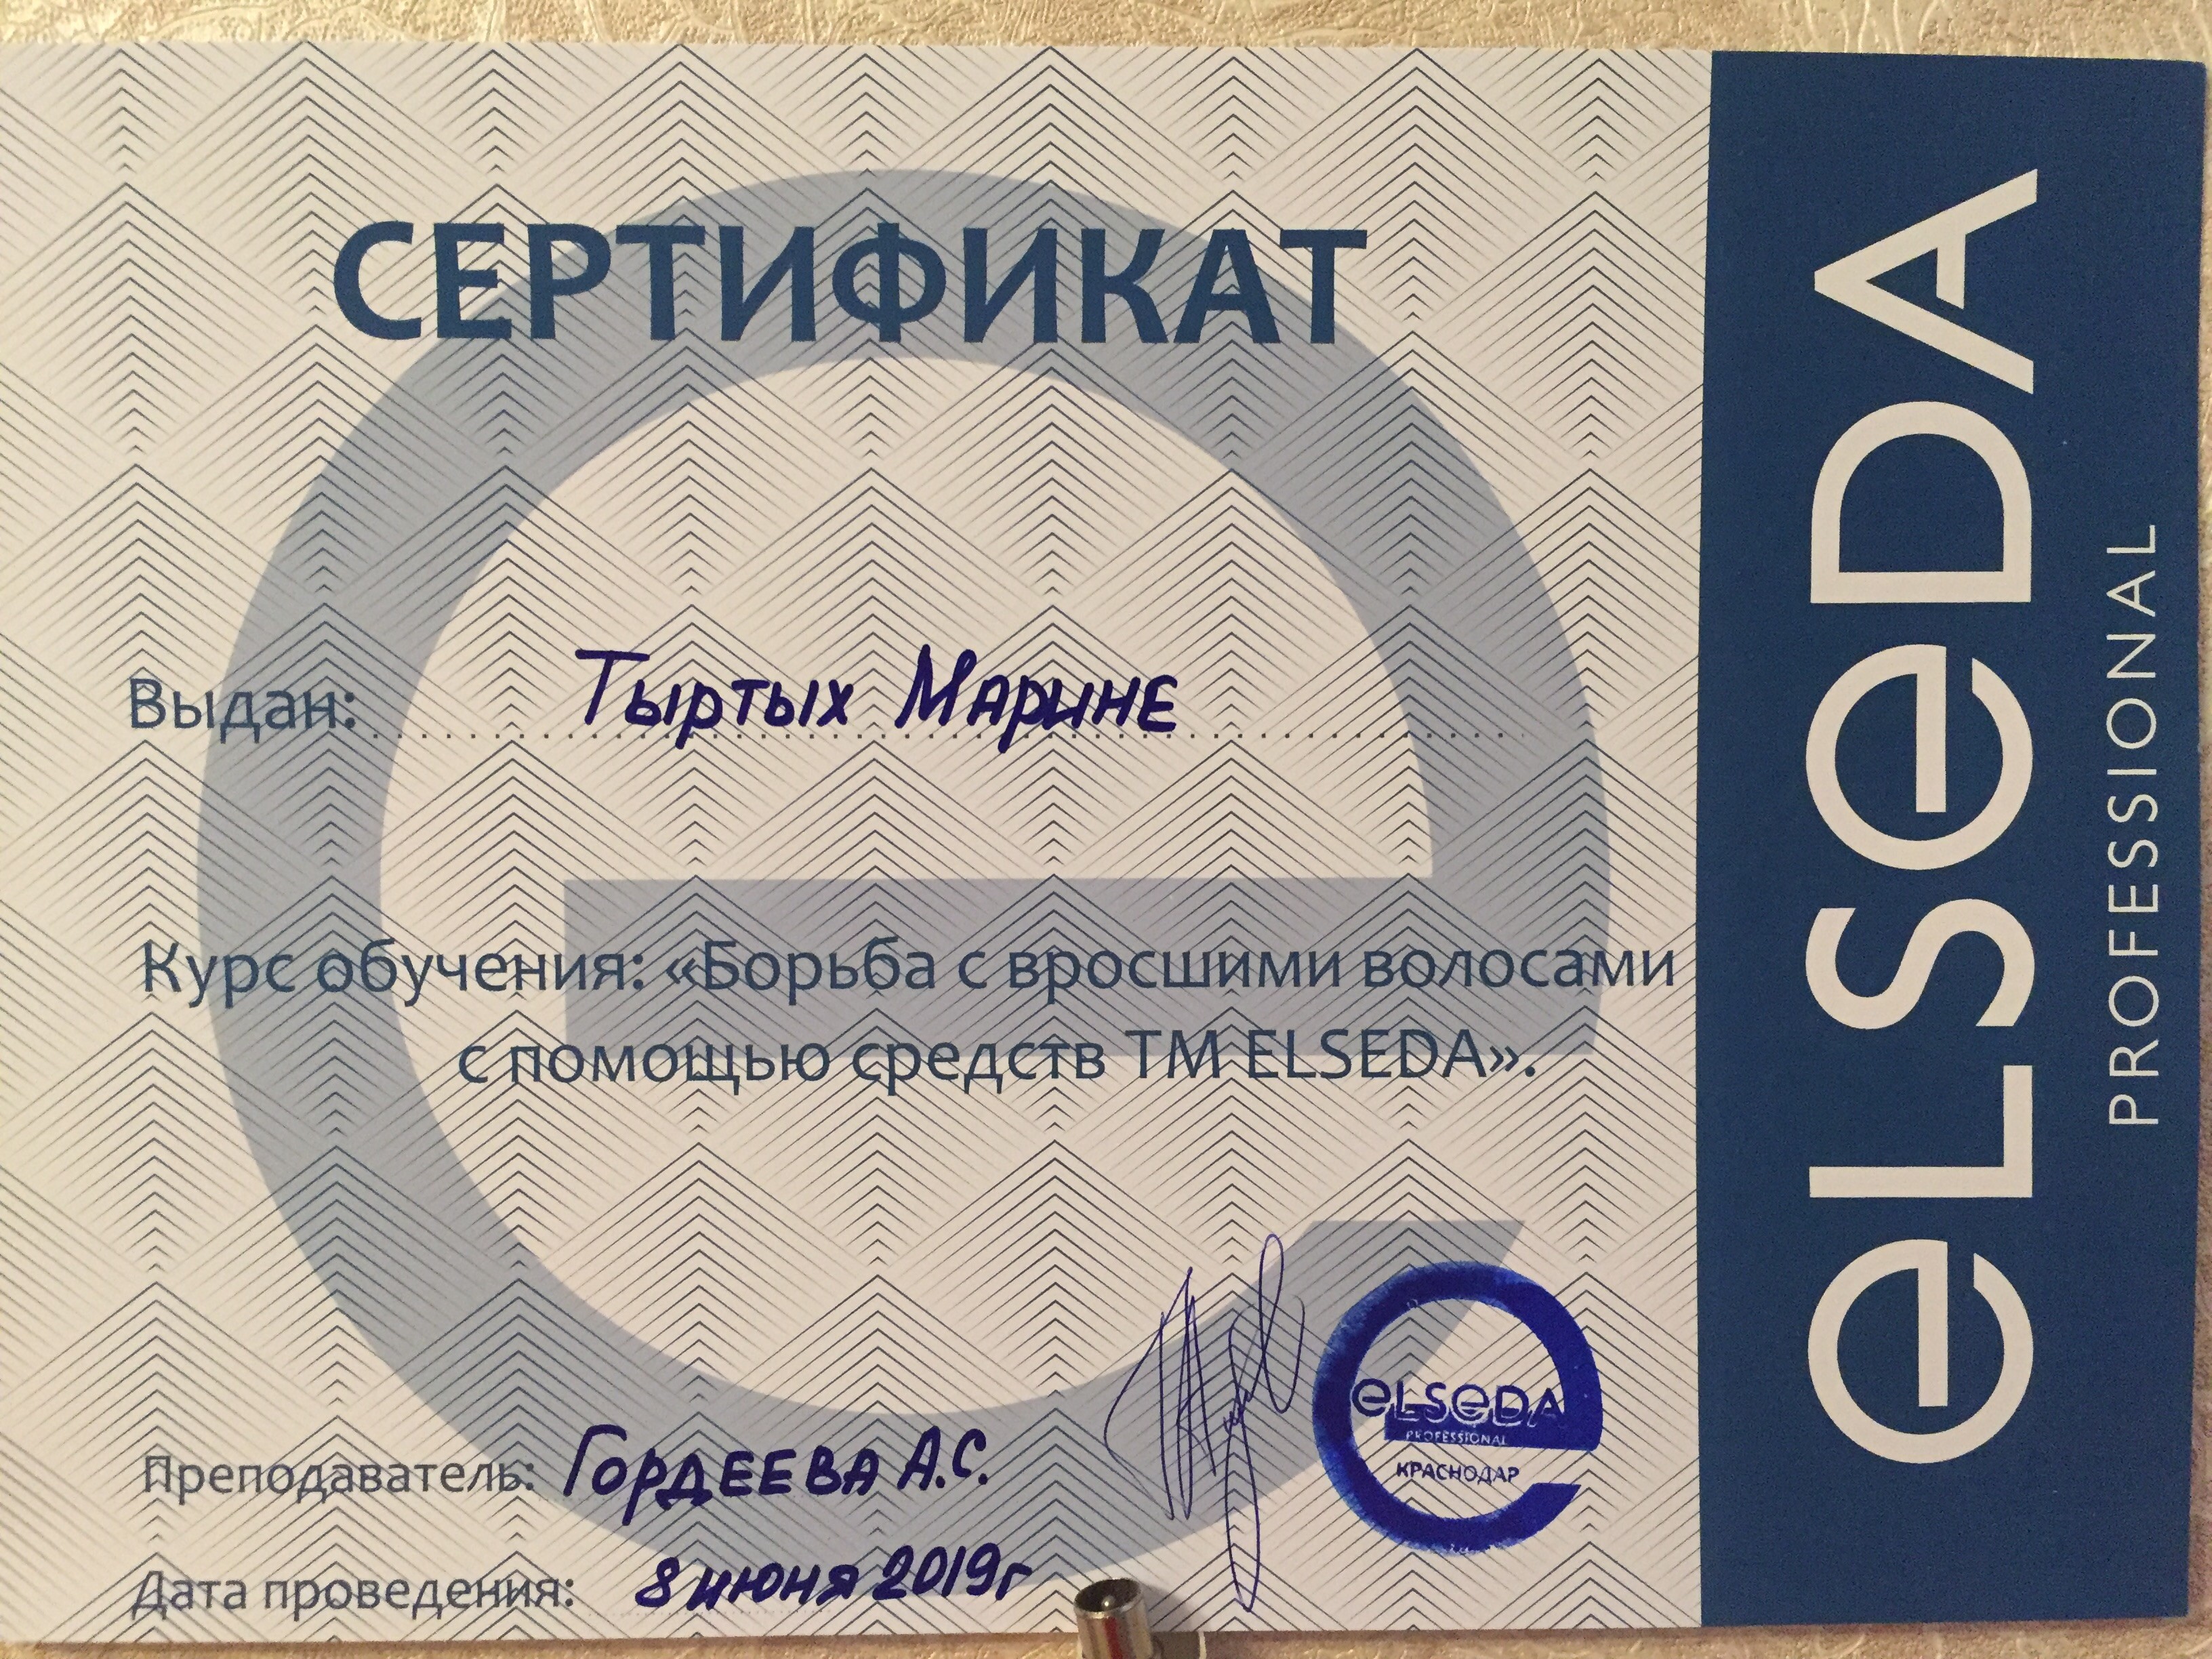 СЕРТИФИКАТ
Выдан: Тыртых Марине
Курс обучения: «Борьба с вросшими волосами
с помощью средств ТМ ELSEDA».
Преподаватель: Гордеева А.С.
Дата проведения: 8 июня 2019г
eLSeDA
PROFESSIONAL
КРАСНОДАР
eLSeDA
PROFESSIONAL